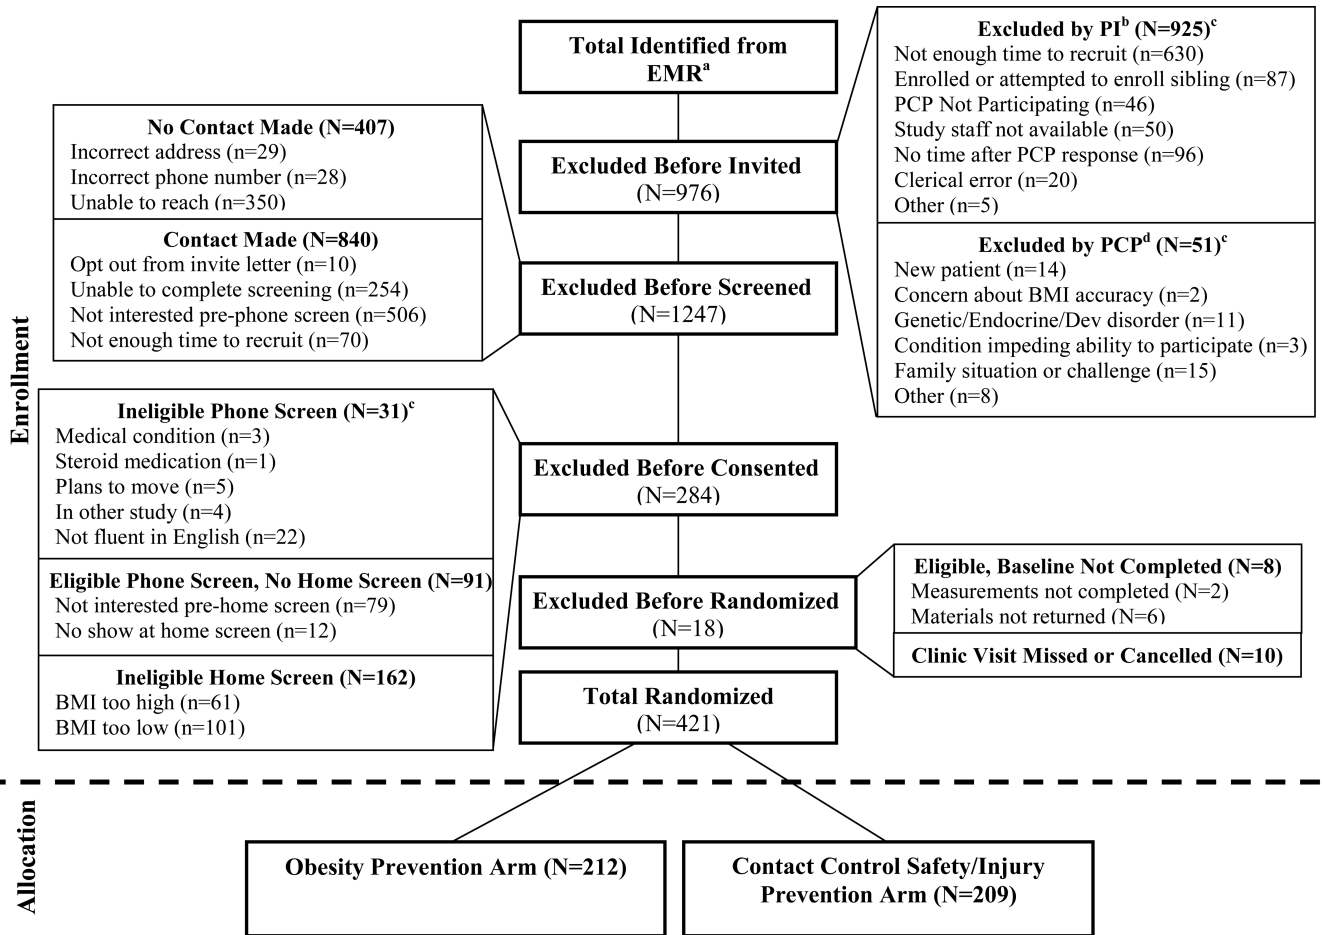 Total Identified from
EMRa
Excluded by PIb (N=925)c
Not enough time to recruit (n=630)
Enrolled or attempted to enroll sibling (n=87)
PCP Not Participating (n=46)
Study staff not available (n=50)
No time after PCP response (n=96)
Clerical error (n=20)
Other (n=5)
No Contact Made (N=407)
Incorrect address (n=29)
Incorrect phone number (n=28)
Unable to reach (n=350)
Excluded Before Invited
(N=976)
Contact Made (N=840)
Opt out from invite letter (n=10)
Unable to complete screening (n=254)
Not interested pre-phone screen (n=506)
Not enough time to recruit (n=70)
Excluded Before Screened
(N=1247)
Excluded by PCPd (N=51)c
New patient (n=14)
Concern about BMI accuracy (n=2)
Genetic/Endocrine/Dev disorder (n=11)
Condition impeding ability to participate (n=3)
Family situation or challenge (n=15)
Other (n=8)
Enrollment
Ineligible Phone Screen (N=31)c
Medical condition (n=3)
Steroid medication (n=1)
Plans to move (n=5)
In other study (n=4)
Not fluent in English (n=22)
Excluded Before Consented
(N=284)
Eligible Phone Screen, No Home Screen (N=91)
Not interested pre-home screen (n=79)
No show at home screen (n=12)
Excluded Before Randomized
(N=18)
Eligible, Baseline Not Completed (N=8)
Measurements not completed (N=2)
Materials not returned (N=6)
Clinic Visit Missed or Cancelled (N=10)
Ineligible Home Screen (N=162)
BMI too high (n=61)
BMI too low (n=101)
Total Randomized
(N=421)
Allocation
Obesity Prevention Arm (N=212)
Contact Control Safety/Injury
Prevention Arm (N=209)